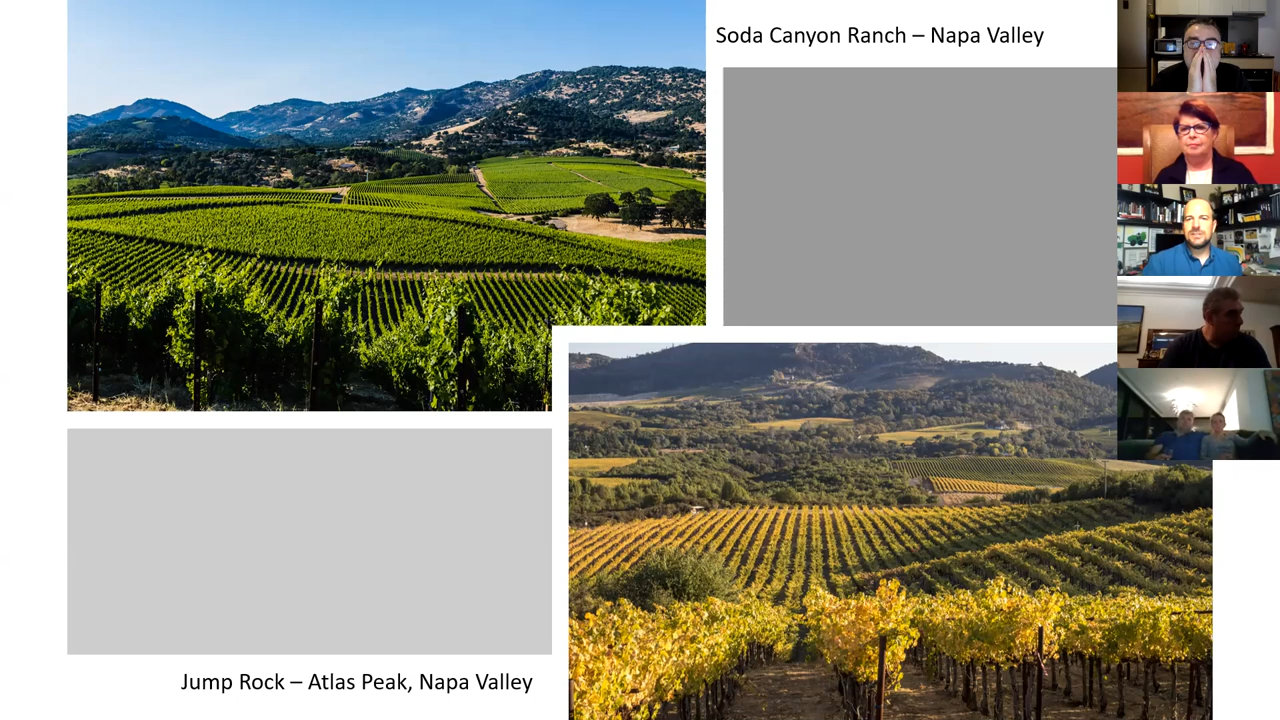 Soda Canyon Ranch – Napa Valley
Jump Rock – Atlas Peak, Napa Valley